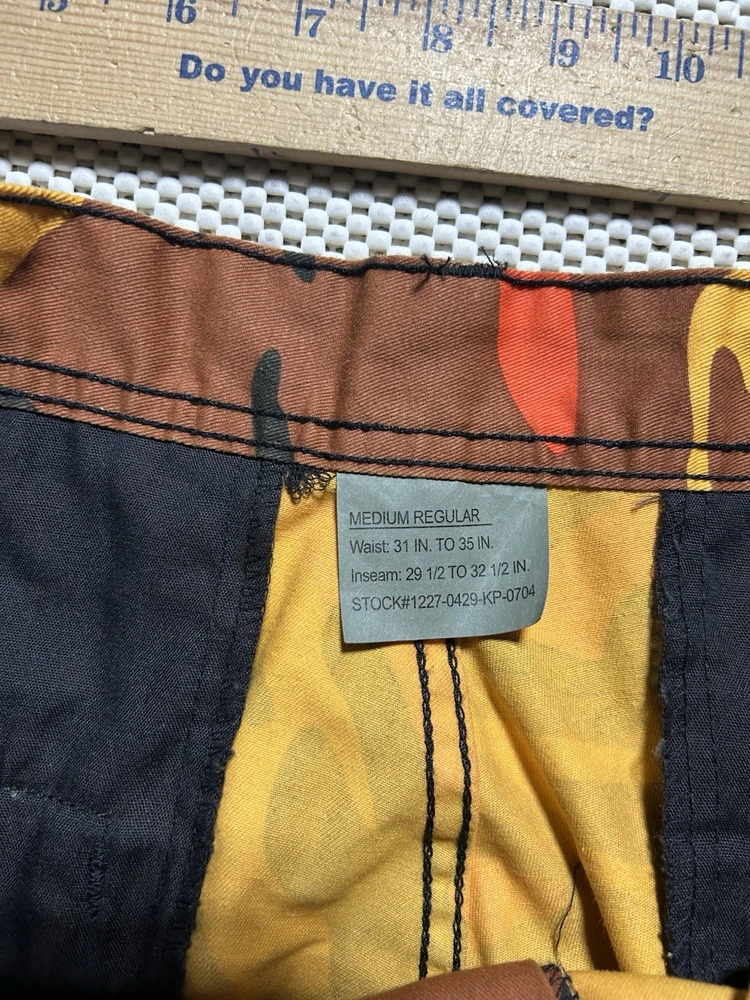 5 6 7 8 9 10
Do you have it all covered?
MEDIUM REGULAR
Waist: 31 IN. TO 35 IN.
Inseam: 29 1/2 TO 32 1/2 IN.
STOCK#1227-0429-KP-0704